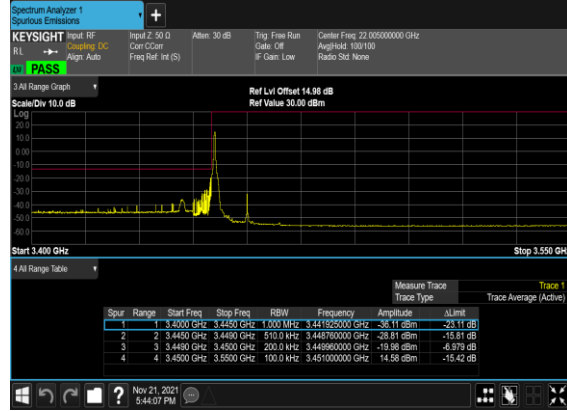 Spectrum Analyzer 1
Spurious Emissions
KEYSIGHT Input: RF Input Z: 50 Ω Atten: 30 dB Trig: Free Run Center Freq: 22.005000000 GHz
RL Coupling: DC Corr CCorr Gate: Off Avg|Hold: 100/100
Align: Auto Freq Ref: Int (S) IF Gain: Low Radio Std: None
PASS
3 All Range Graph
Ref Lvl Offset 14.98 dB
Scale/Div 10.0 dB Ref Value 30.00 dBm
Log
20.0
10.0
0.00
-10.0
-20.0
-30.0
-40.0
-50.0
-60.0
Start 3.400 GHz Stop 3.550 GH
4 All Range Table
Measure Trace Trace 1
Trace Type Trace Average (Active)
Spur Range Start Freq Stop Freq RBW Frequency Amplitude ΔLimit
1 1 3.4000 GHz 3.4450 GHz 1.000 MHz 3.441925000 GHz -36.11 dBm -23.11 dB
2 2 3.4450 GHz 3.4490 GHz 510.0 kHz 3.448760000 GHz -28.81 dBm -15.81 dB
3 3 3.4490 GHz 3.4500 GHz 200.0 kHz 3.449960000 GHz -19.98 dBm -6.979 dB
4 4 3.4500 GHz 3.5500 GHz 100.0 kHz 3.451000000 GHz 14.58 dBm -15.42 dB
Nov 21, 2021
5:44:07 PM